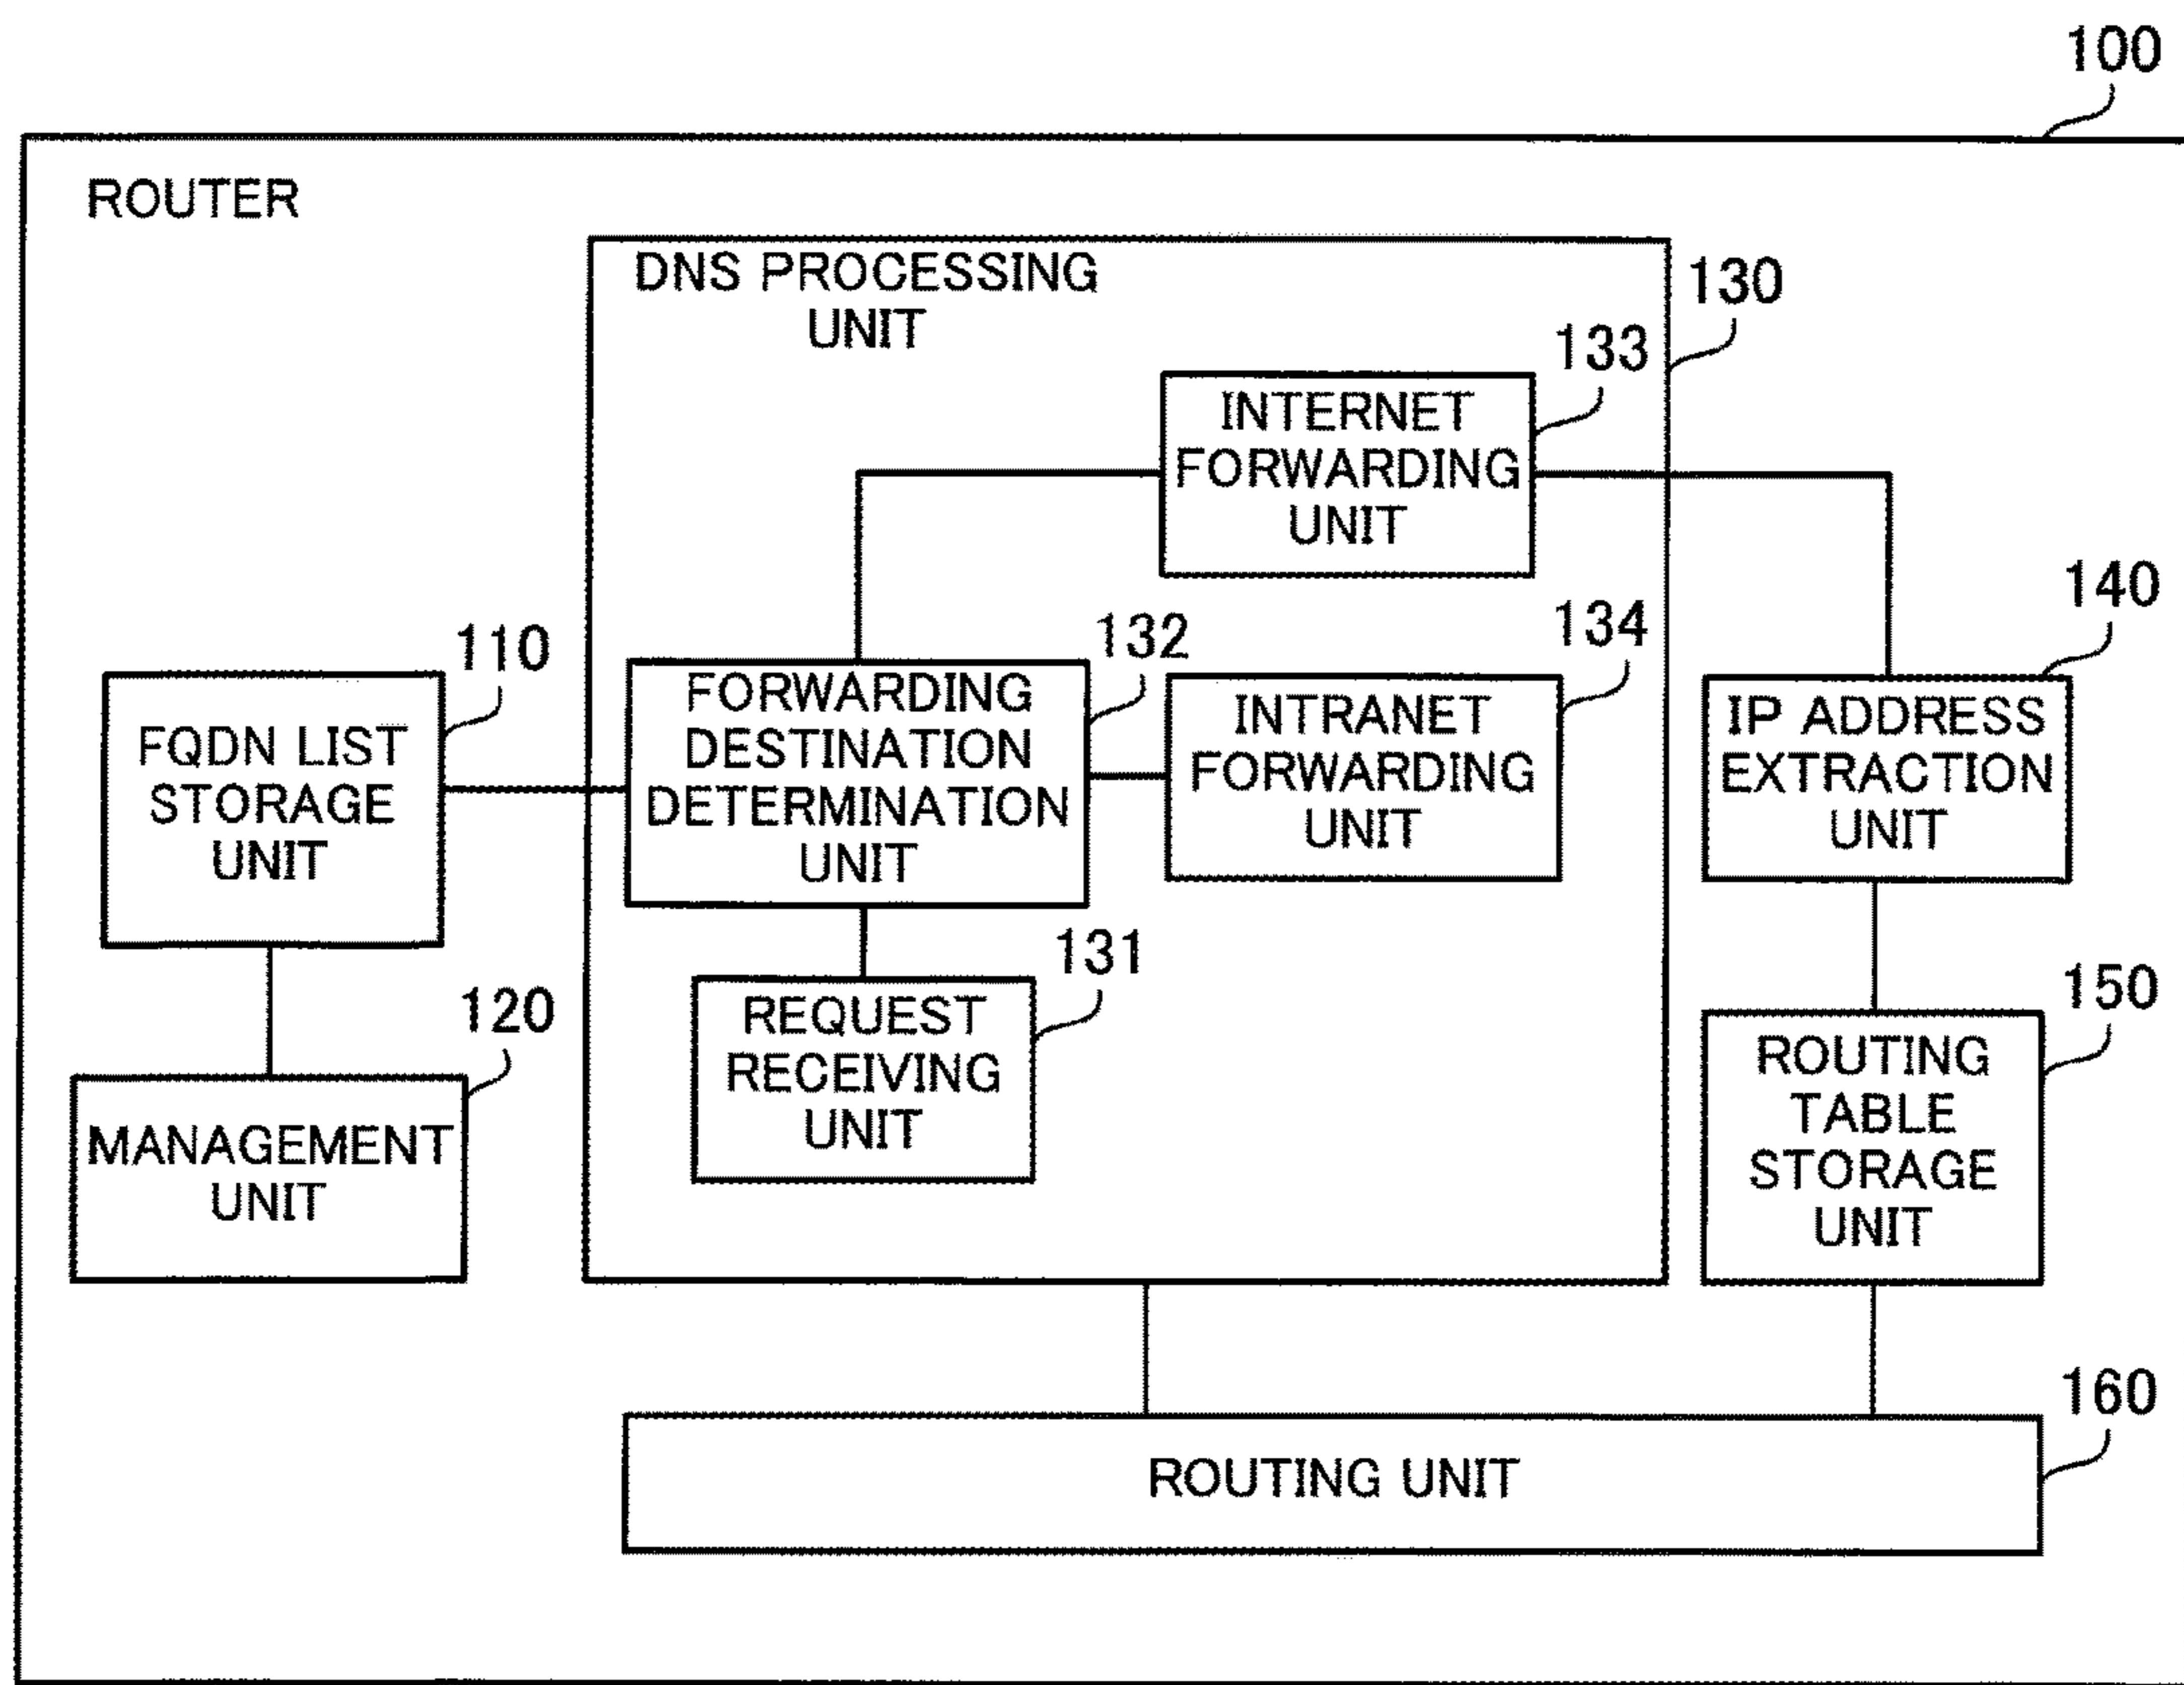 100
ROUTER
DNS PROCESSING
UNIT
130
133
INTERNET
FORWARDING
UNIT
140
134
132
110
FORWARDING
DESTINATION
DETERMINATION
UNIT
INTRANET
FORWARDING
UNIT
IP ADDRESS
EXTRACTION
UNIT
FQDN LIST
STORAGE
UNIT
131
REQUEST
RECEIVING
UNIT
120
MANAGEMENT
UNIT
150
ROUTING
TABLE
STORAGE
UNIT
160
ROUTING UNIT